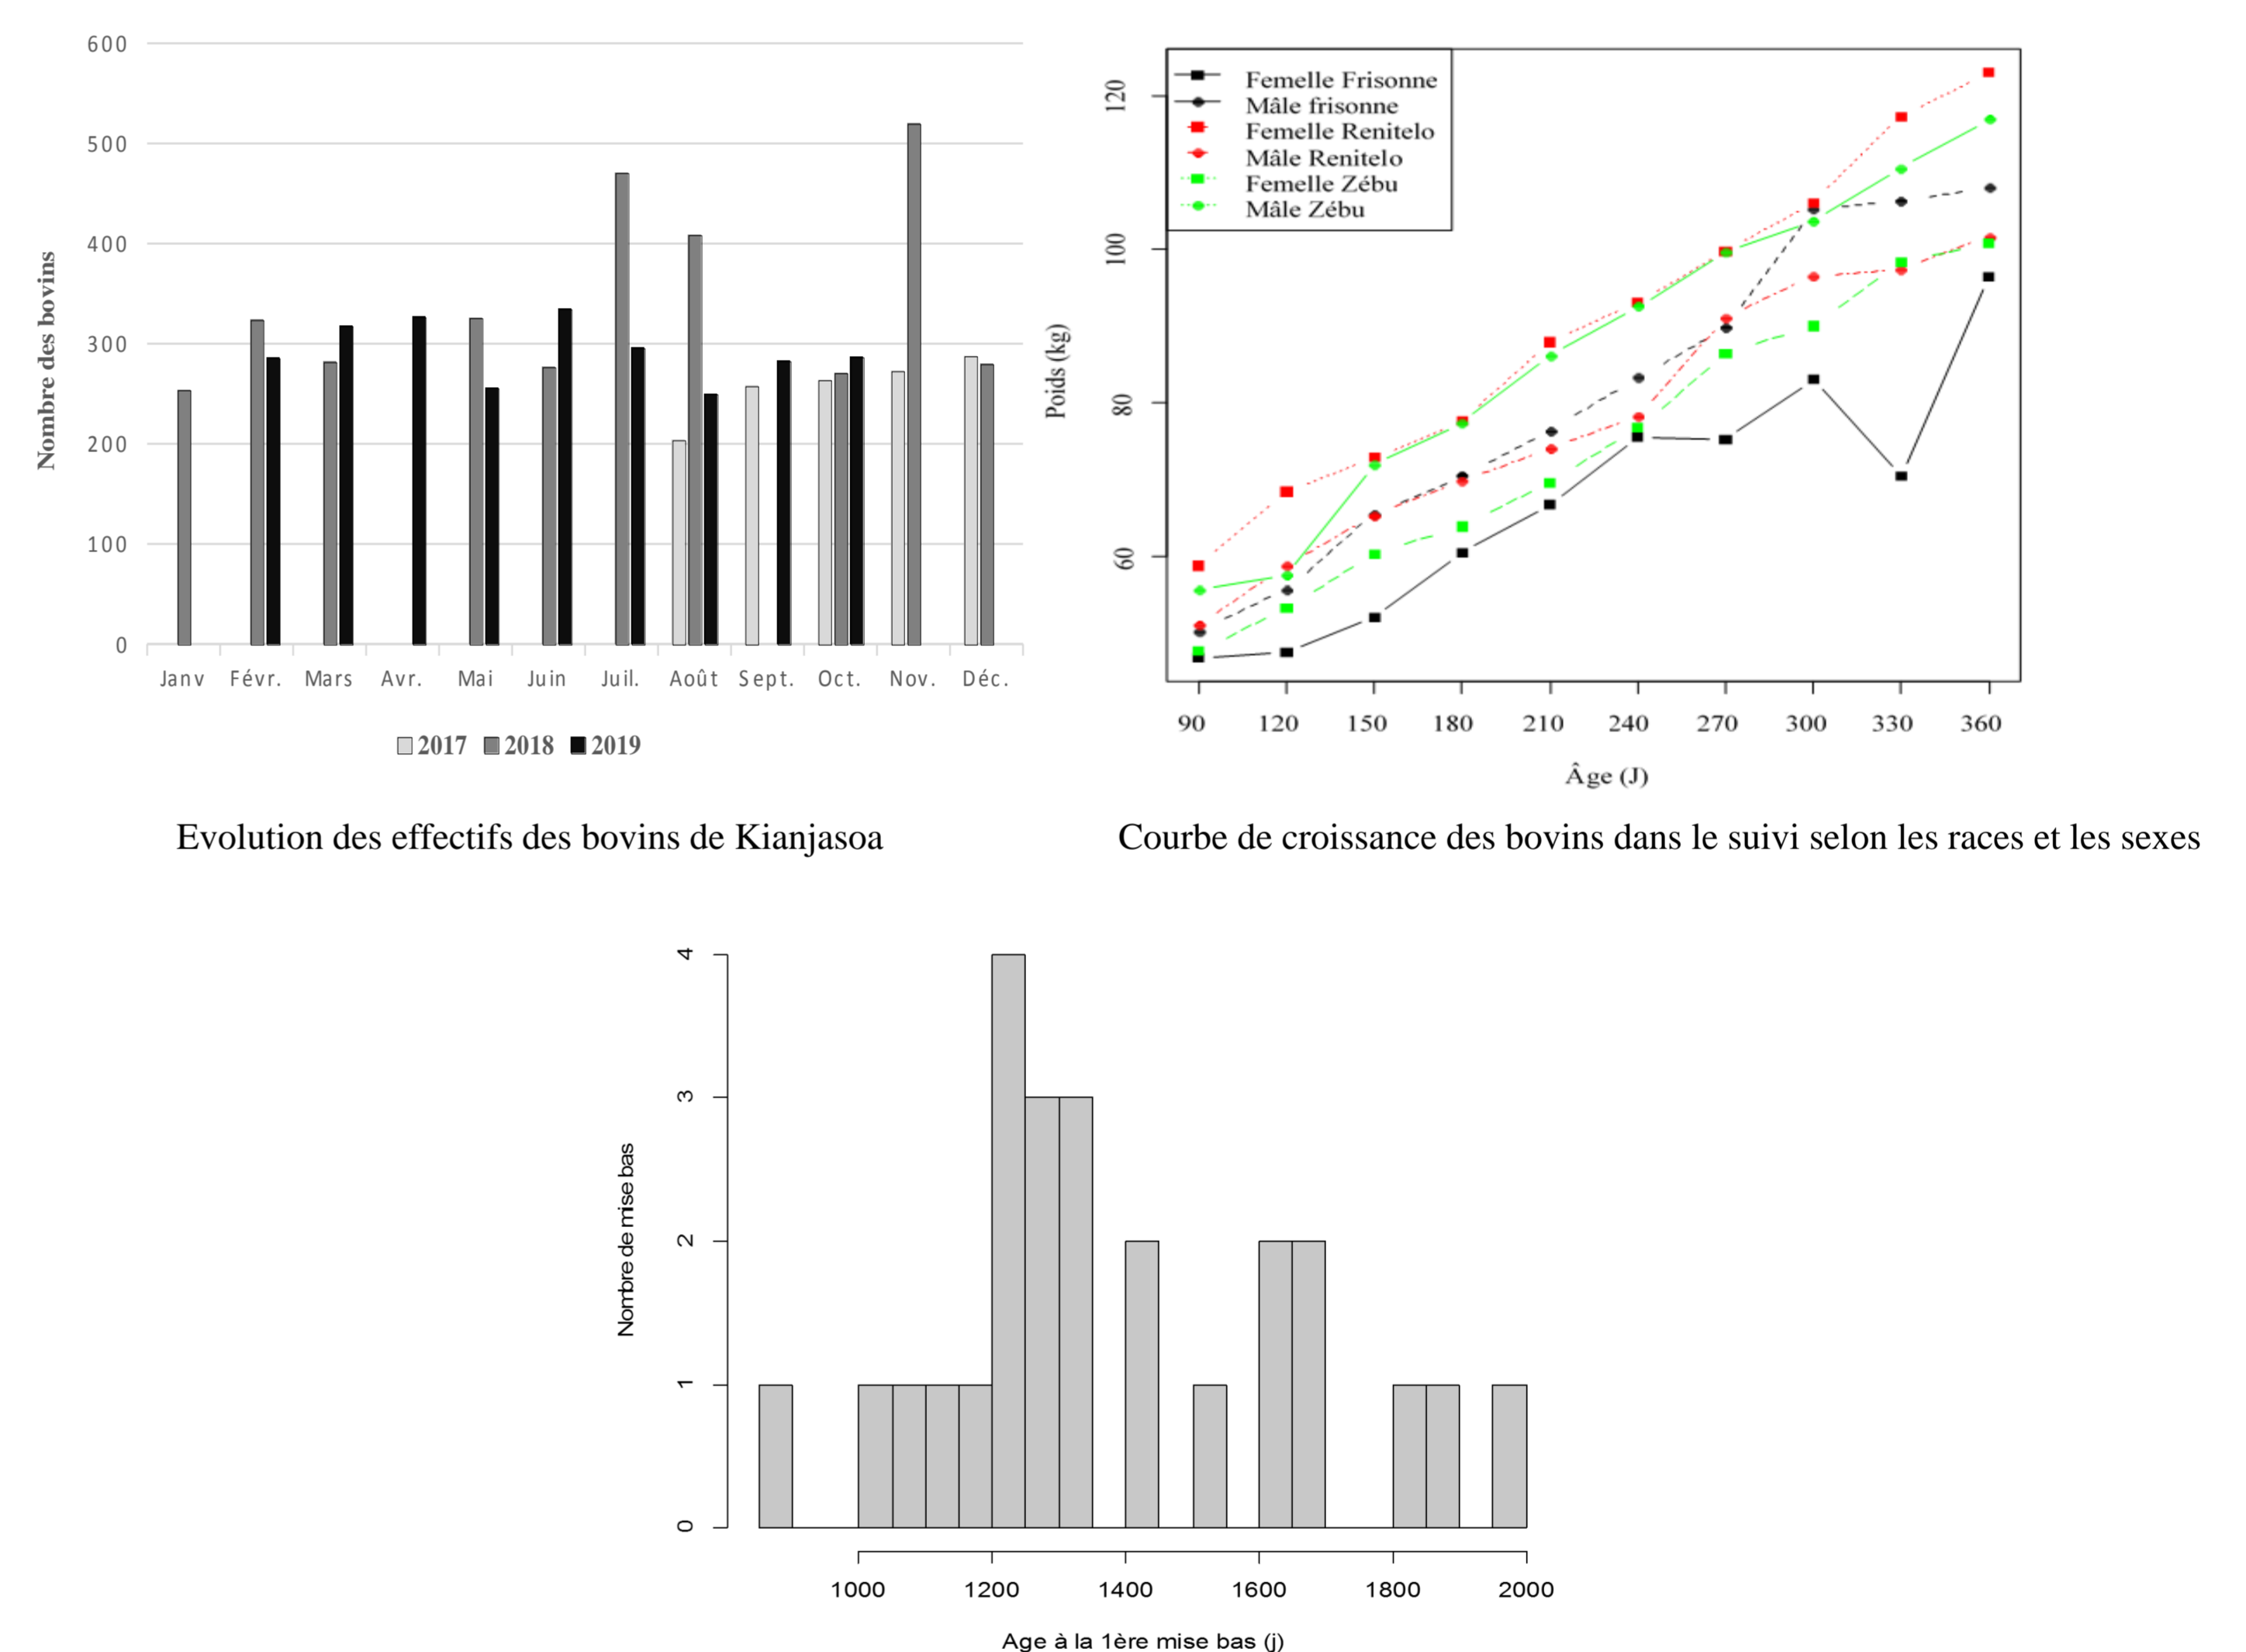 600
500
400
300
200
100
0
Nombre des bovins
Janv Févr. Mars Avr. Mai Juin Juil. Août Sept. Oct. Nov. Déc.
2017 2018 2019
Evolution des effectifs des bovins de Kianjasoa
Femelle Frisonne
Mâle frisonne
Femelle Renitelo
Mâle Renitelo
Femelle Zébu
Mâle Zébu
120
100
80
60
Poids (kg)
90 120 150 180 210 240 270 300 330 360
Âge (J)
Courbe de croissance des bovins dans le suivi selon les races et les sexes
4
3
2
1
0
Nombre de mise bas
1000 1200 1400 1600 1800 2000
Age à la 1ère mise bas (j)